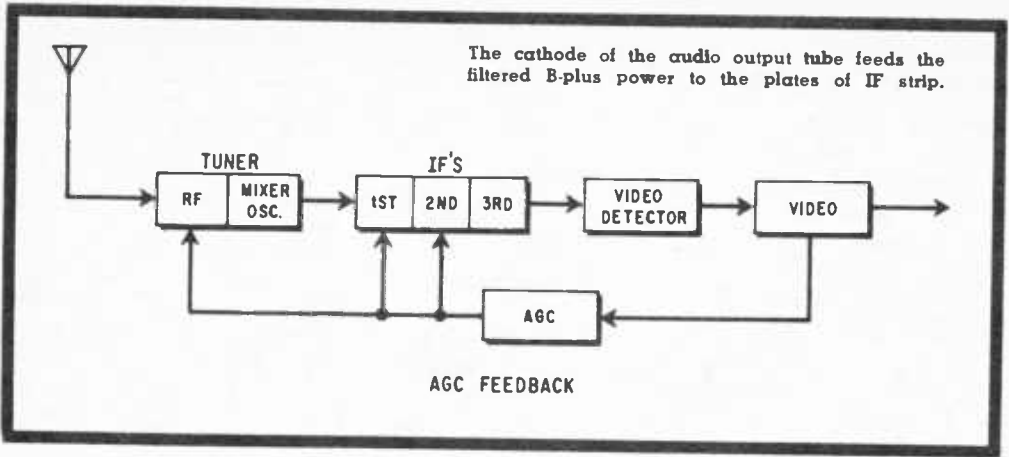 The cathode of the audio output tube feeds the
filtered B-plus power to the plates of IF strip.
TUNER
RF
MIXER
OSC.
IF'S
1ST
2ND
3RD
VIDEO
DETECTOR
VIDEO
AGC
AGC FEEDBACK